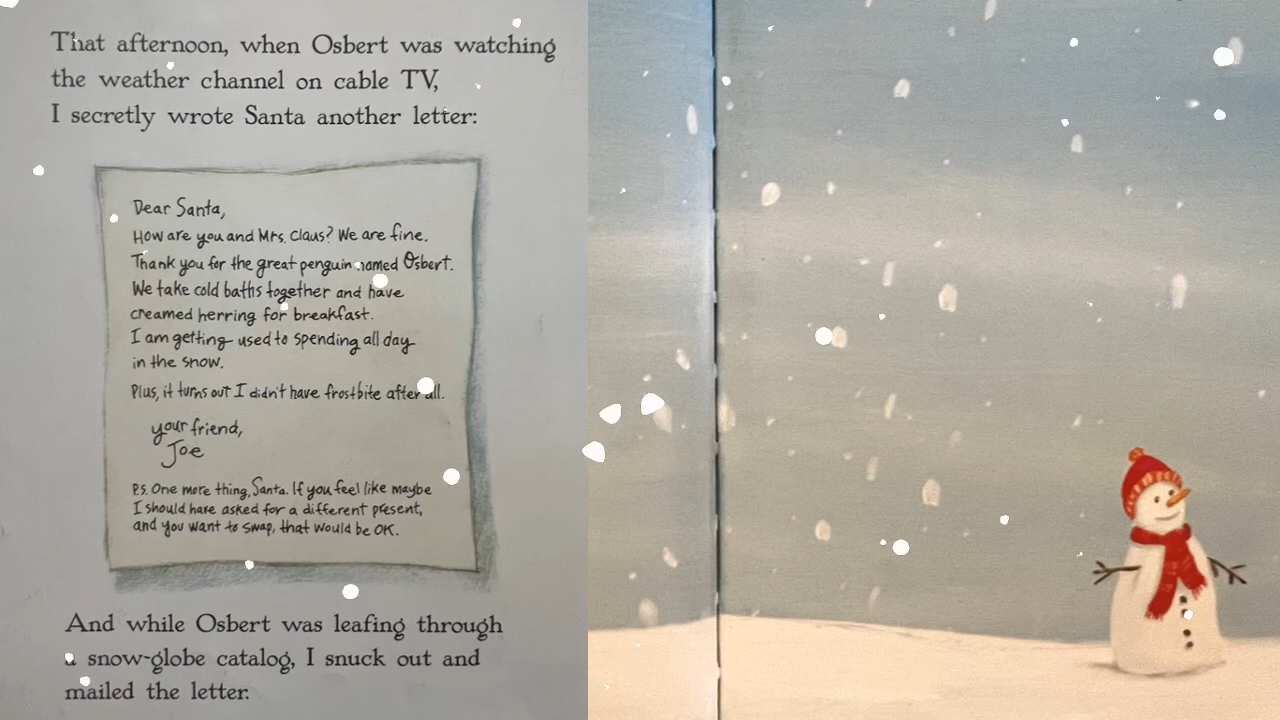 That afternoon, when Osbert was watching
the weather channel on cable TV,
I secretly wrote Santa another letter:
Dear Santa,
How are you and Mrs. Claus? We are fine.
Thank you for the great penguin named Osbert.
We take cold baths together and have
creamed herring for breakfast.
I am getting used to spending all day
in the snow.
Plus, it turns out I didn't have frostbite after all.
your friend,
Joe
P.S. One more thing, Santa. If you feel like maybe
I should have asked for a different present,
and you want to swap, that would be OK.
And while Osbert was leafing through
a snow-globe catalog, I snuck out and
mailed the letter.